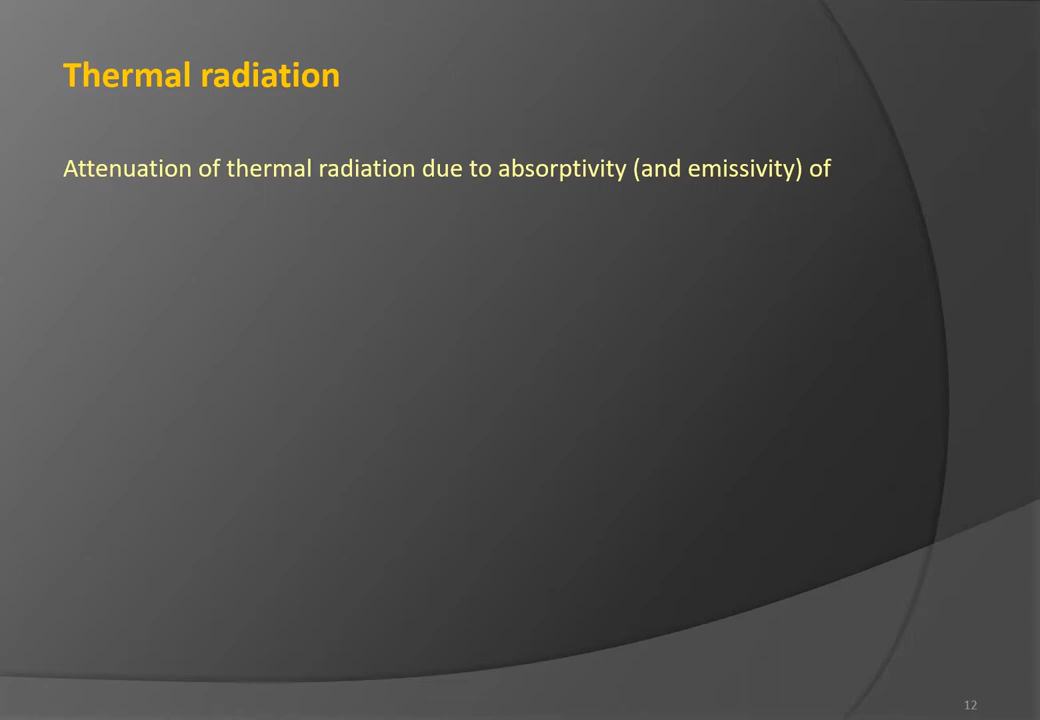 Thermal radiation
Attenuation of thermal radiation due to absorptivity (and emissivity) of
12